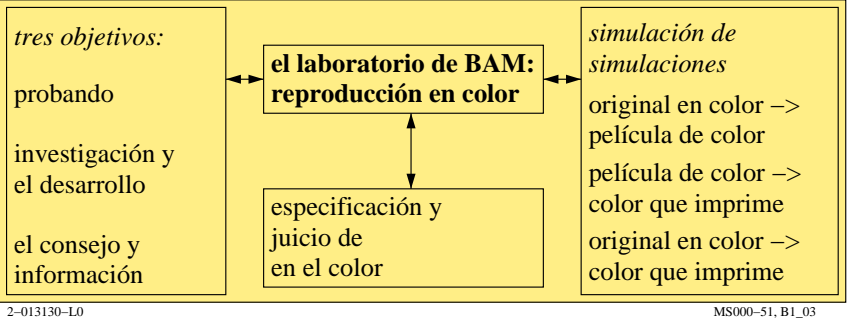 tres objetivos:
probando
investigación y
el desarrollo
el consejo y
información
el laboratorio de BAM:
reproducción en color
especificación y
juicio de
en el color
simulación de
simulaciones
original en color −>
película de color
película de color −>
color que imprime
original en color −>
color que imprime
2−013130−L0
MS000−51, B1_03